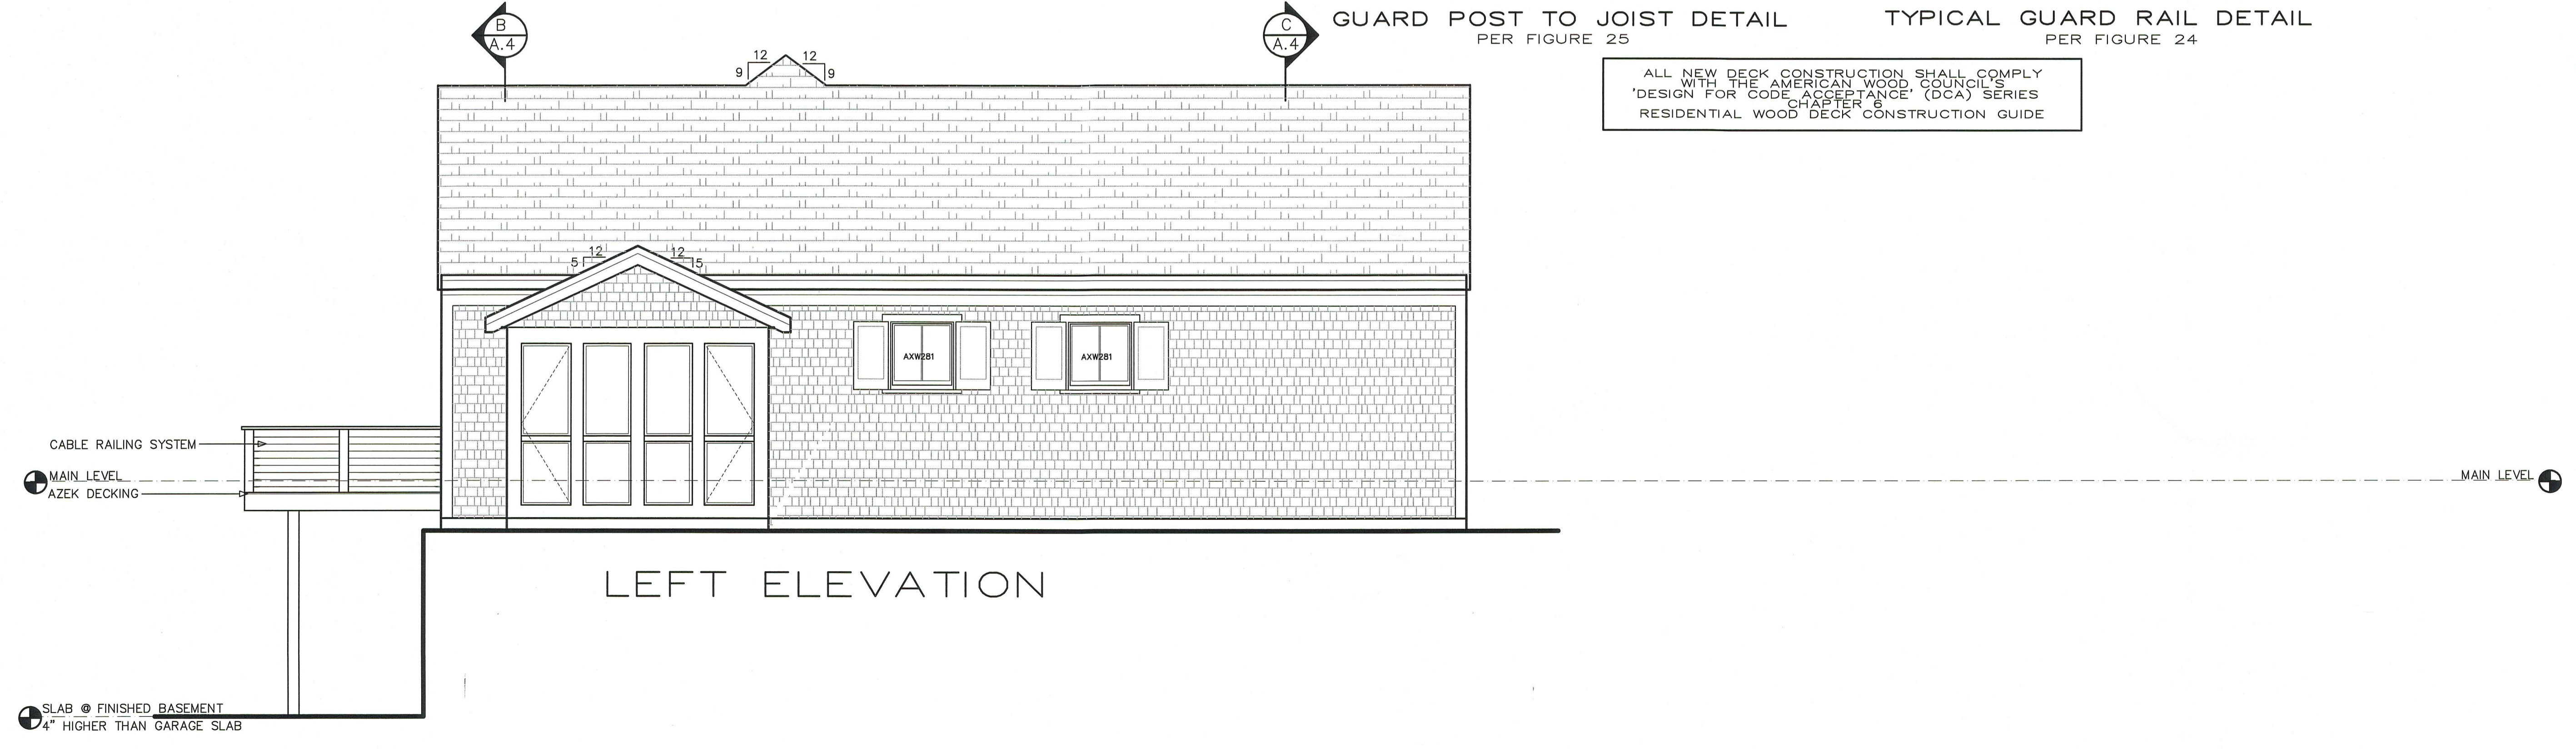 B
A.4
C
A.4
GUARD POST TO JOIST DETAIL
PER FIGURE 25
TYPICAL GUARD RAIL DETAIL
PER FIGURE 24
ALL NEW DECK CONSTRUCTION SHALL COMPLY
WITH THE AMERICAN WOOD COUNCIL'S
'DESIGN FOR CODE ACCEPTANCE' (DCA) SERIES
CHAPTER 6
RESIDENTIAL WOOD DECK CONSTRUCTION GUIDE
12
9
12
9
12
5
12
5
AXW281
AXW281
CABLE RAILING SYSTEM
MAIN LEVEL
AZEK DECKING
MAIN LEVEL
LEFT ELEVATION
SLAB @ FINISHED BASEMENT
4" HIGHER THAN GARAGE SLAB